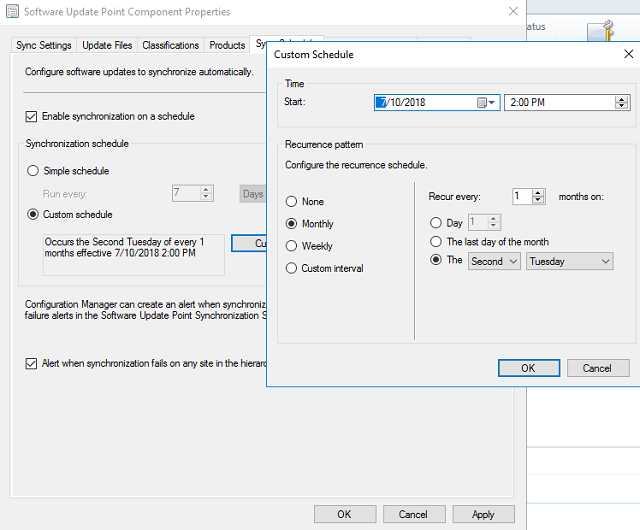 Software Update Point Component Properties
Sync Settings
Update Files
Classifications
Products
Configure software updates to synchronize automatically.
Enable synchronization on a schedule
Synchronization schedule
Simple schedule
Run every:
7
Days
Custom schedule
Occurs the Second Tuesday of every 1
months effective 7/10/2018 2:00 PM
Configuration Manager can create an alert when synchroniz
failure alerts in the Software Update Point Synchronization S
Alert when synchronization fails on any site in the hierar
OK
Cancel
Apply
Custom Schedule
Time
Start:
7/10/2018
2:00 PM
Recurrence pattern
Configure the recurrence schedule.
None
Monthly
Weekly
Custom interval
Recur every:
1
months on:
Day
1
The last day of the month
The
Second
Tuesday
OK
Cancel